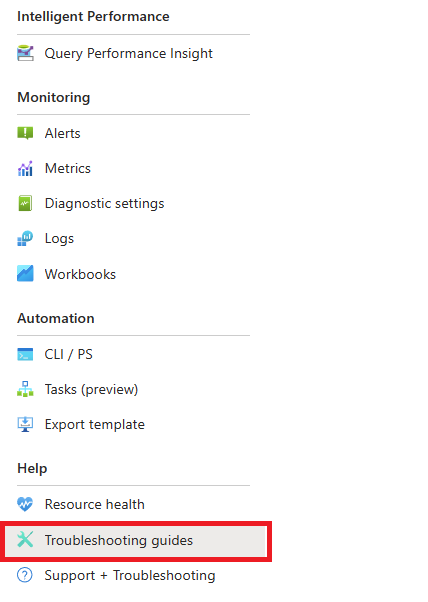 Intelligent Performance
Query Performance Insight
Monitoring
Alerts
Metrics
Diagnostic settings
Logs
Workbooks
Automation
CLI / PS
Tasks (preview)
Export template
Help
Resource health
Troubleshooting guides
Support + Troubleshooting